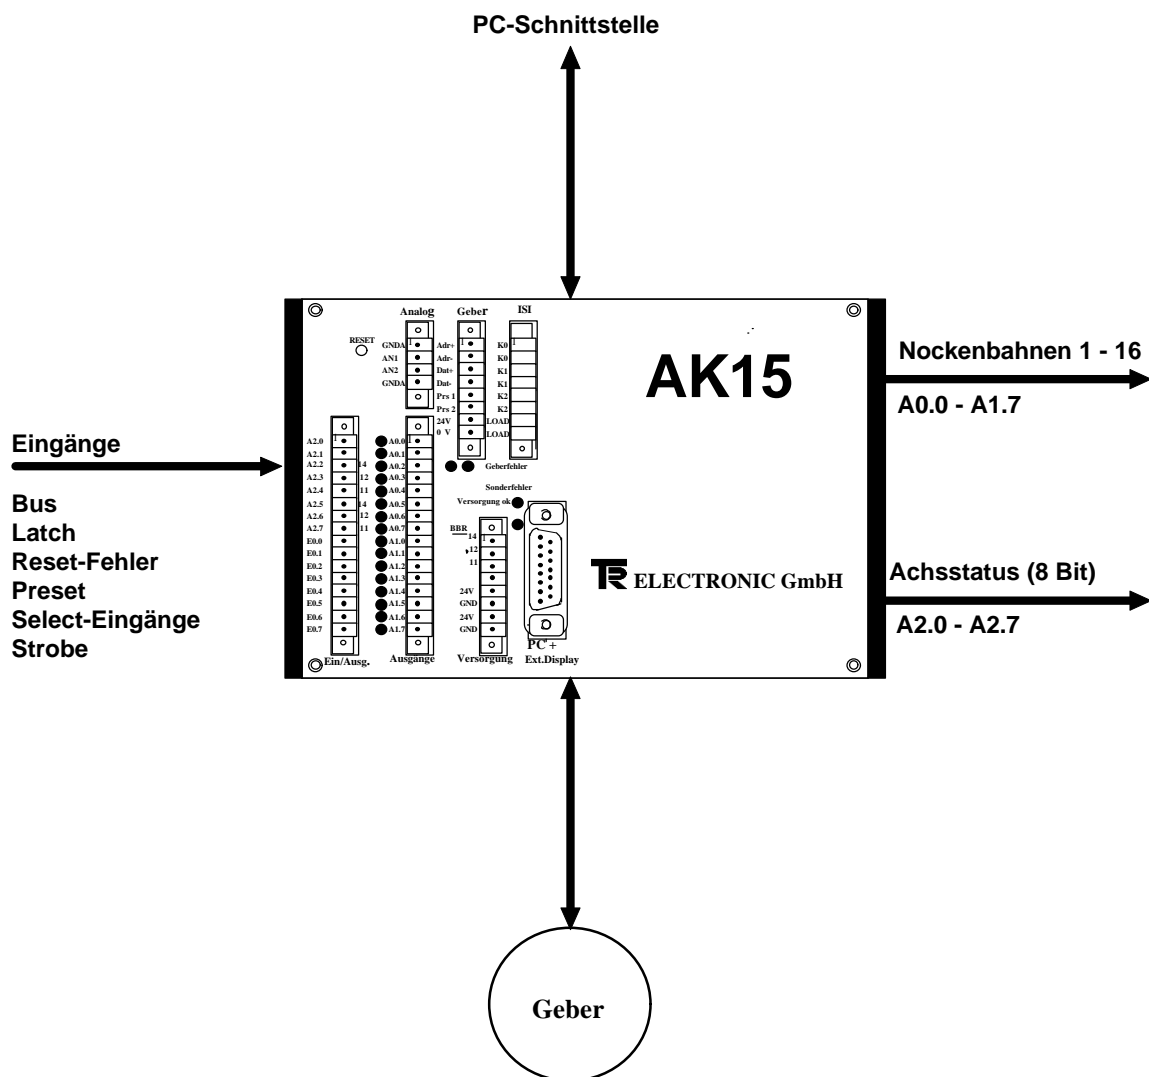 PC-Schnittstelle
Analog Geber ISI
RESET
GNDA 1 Adr+ 1 K0 1
AN1 Adr- K0
AN2 Dat+ K1
GNDA Dat- K1
Prs 1 K2
Prs 2 K2
24V LOAD
0 V LOAD
AK15
Nockenbahnen 1 - 16
A0.0 - A1.7
Eingänge
Bus
Latch
Reset-Fehler
Preset
Select-Eingänge
Strobe
A2.0 1 A0.0 1
A2.1 A0.1
A2.2 14 A0.2 Geberfehler
A2.3 12 A0.3
A2.4 11 A0.4 Sonderfehler
A2.5 14 A0.5 Versorgung ok
A2.6 12 A0.6
A2.7 11 A0.7 BBR
E0.0 A1.0 14 1
E0.1 A1.1 12
E0.2 A1.2 11
E0.3 A1.3
E0.4 A1.4 24V
E0.5 A1.5 GND
E0.6 A1.6 24V
E0.7 A1.7 GND
Ein/Ausg. Ausgänge Versorgung PC +
Ext.Display
TR ELECTRONIC GmbH
Achsstatus (8 Bit)
A2.0 - A2.7
Geber